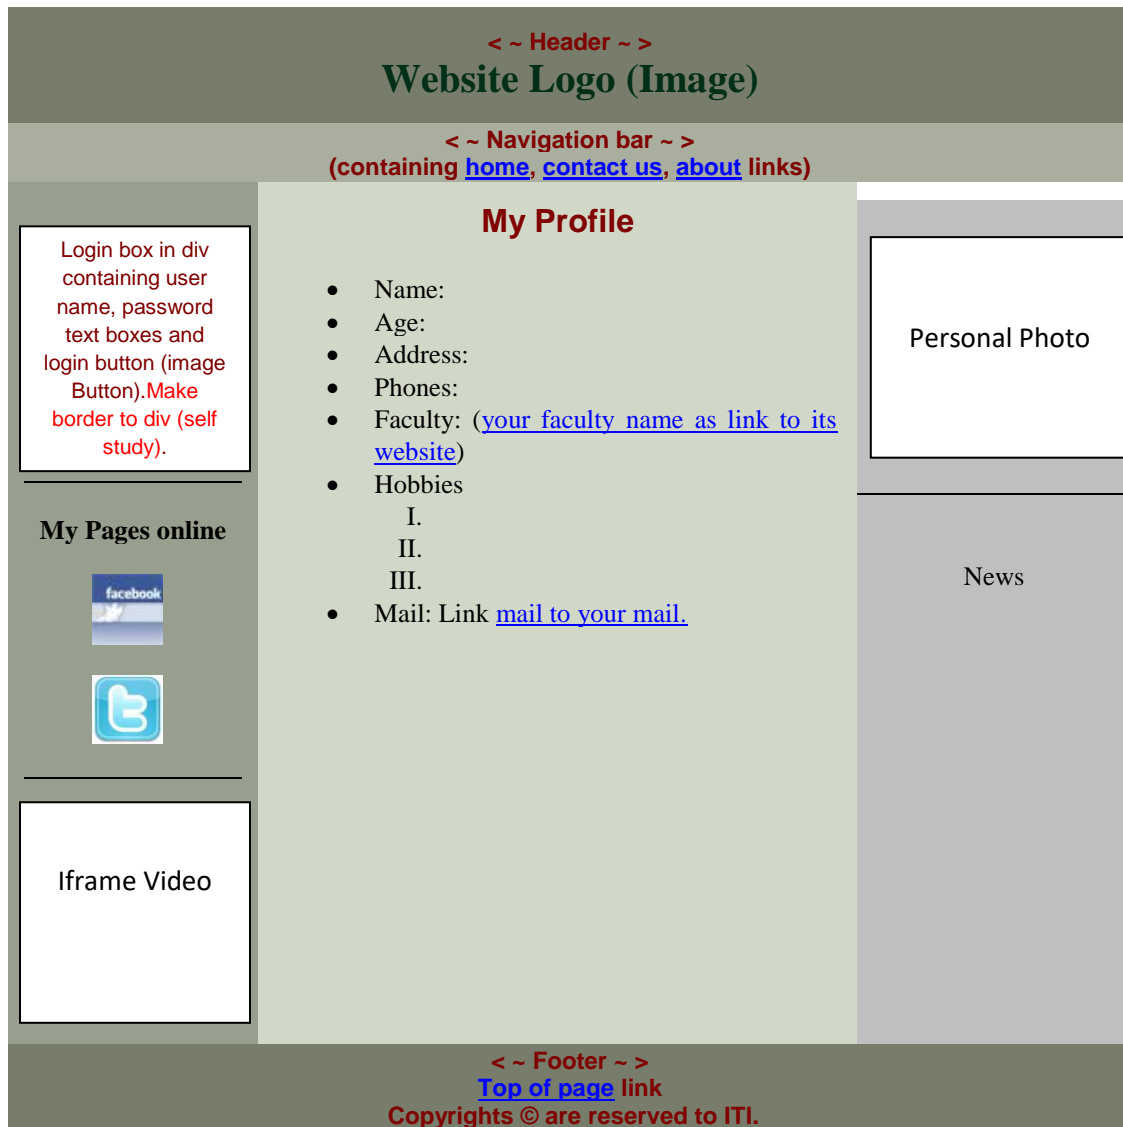 < ~ Header ~ >
Website Logo (Image)
< ~ Navigation bar ~ >
(containing home, contact us, about links)
Login box in div
containing user
name, password
text boxes and
login button (image
Button).Make
border to div (self
study).
My Pages online
facebook
Iframe Video
My Profile
• Name:
• Age:
• Address:
• Phones:
• Faculty: (your faculty name as link to its
website)
• Hobbies
I.
II.
III.
• Mail: Link mail to your mail.
Personal Photo
News
< ~ Footer ~ >
Top of page link
Copyrights © are reserved to ITI.